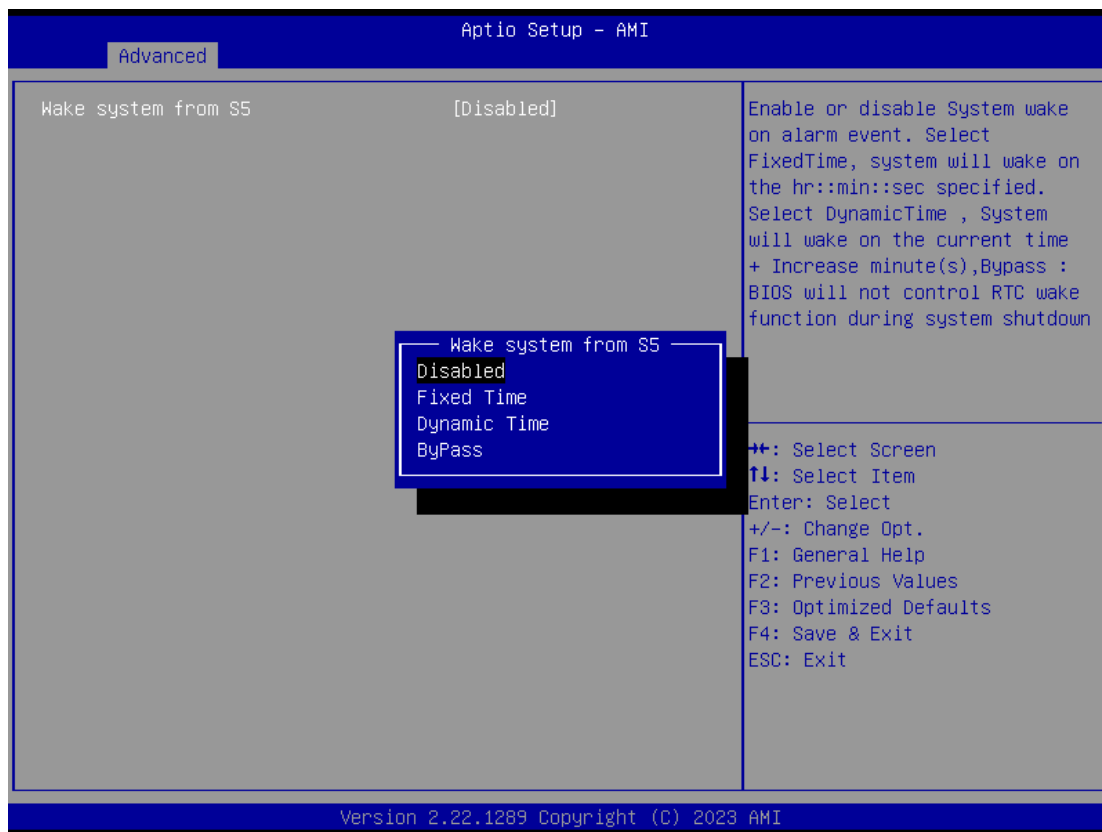 Aptio Setup – AMI
Advanced
Wake system from S5 [Disabled]
Enable or disable System wake
on alarm event. Select
FixedTime, system will wake on
the hr::min::sec specified.
Select DynamicTime , System
will wake on the current time
+ Increase minute(s),Bypass :
BIOS will not control RTC wake
function during system shutdown
Wake system from S5
Disabled
Fixed Time
Dynamic Time
ByPass
→←: Select Screen
↑↓: Select Item
Enter: Select
+/-: Change Opt.
F1: General Help
F2: Previous Values
F3: Optimized Defaults
F4: Save & Exit
ESC: Exit
Version 2.22.1289 Copyright (C) 2023 AMI